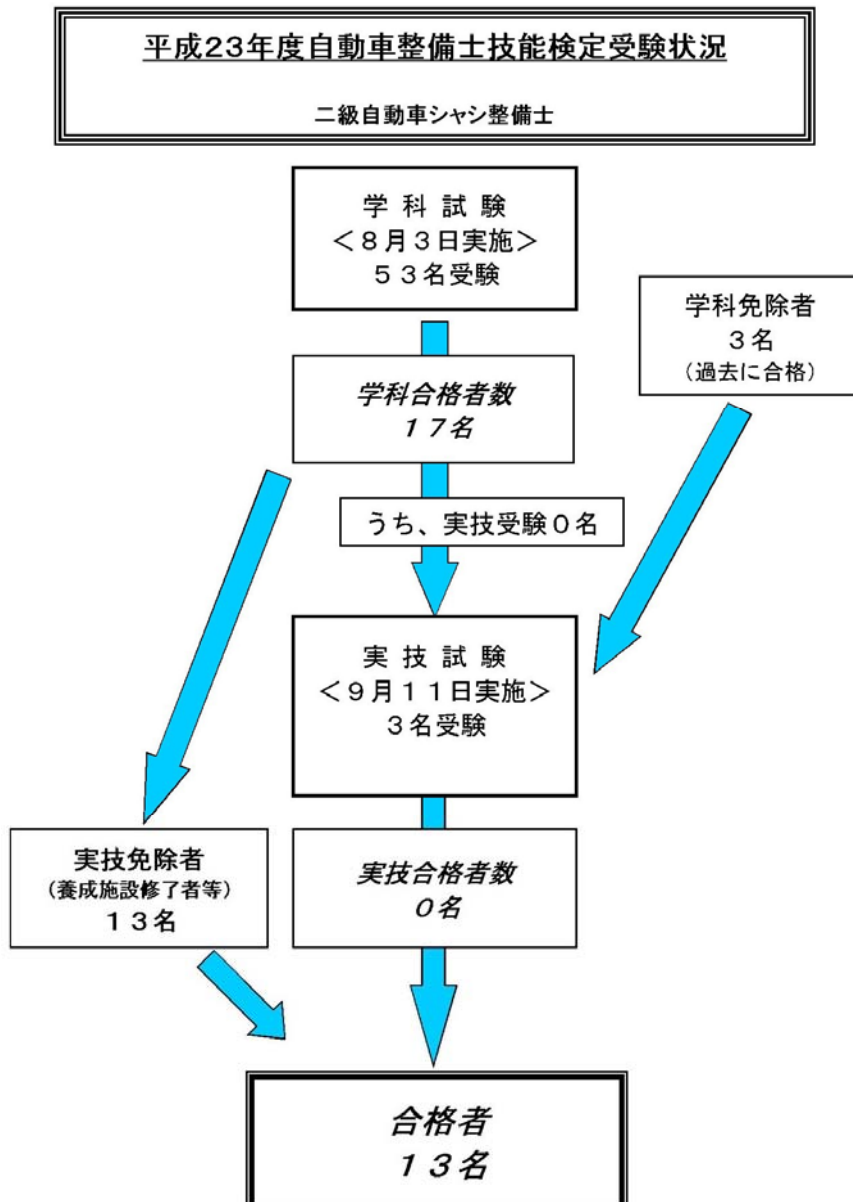 平成23年度自動車整備士技能検定受験状況
二級自動車シャシ整備士
学 科 試 験
＜８月３日実施＞
５３名受験
学科免除者
３名
（過去に合格）
学科合格者数
１７名
うち、実技受験０名
実 技 試 験
＜９月１１日実施＞
３名受験
実技免除者
（養成施設修了者等）
１３名
実技合格者数
０名
合格者
１３名